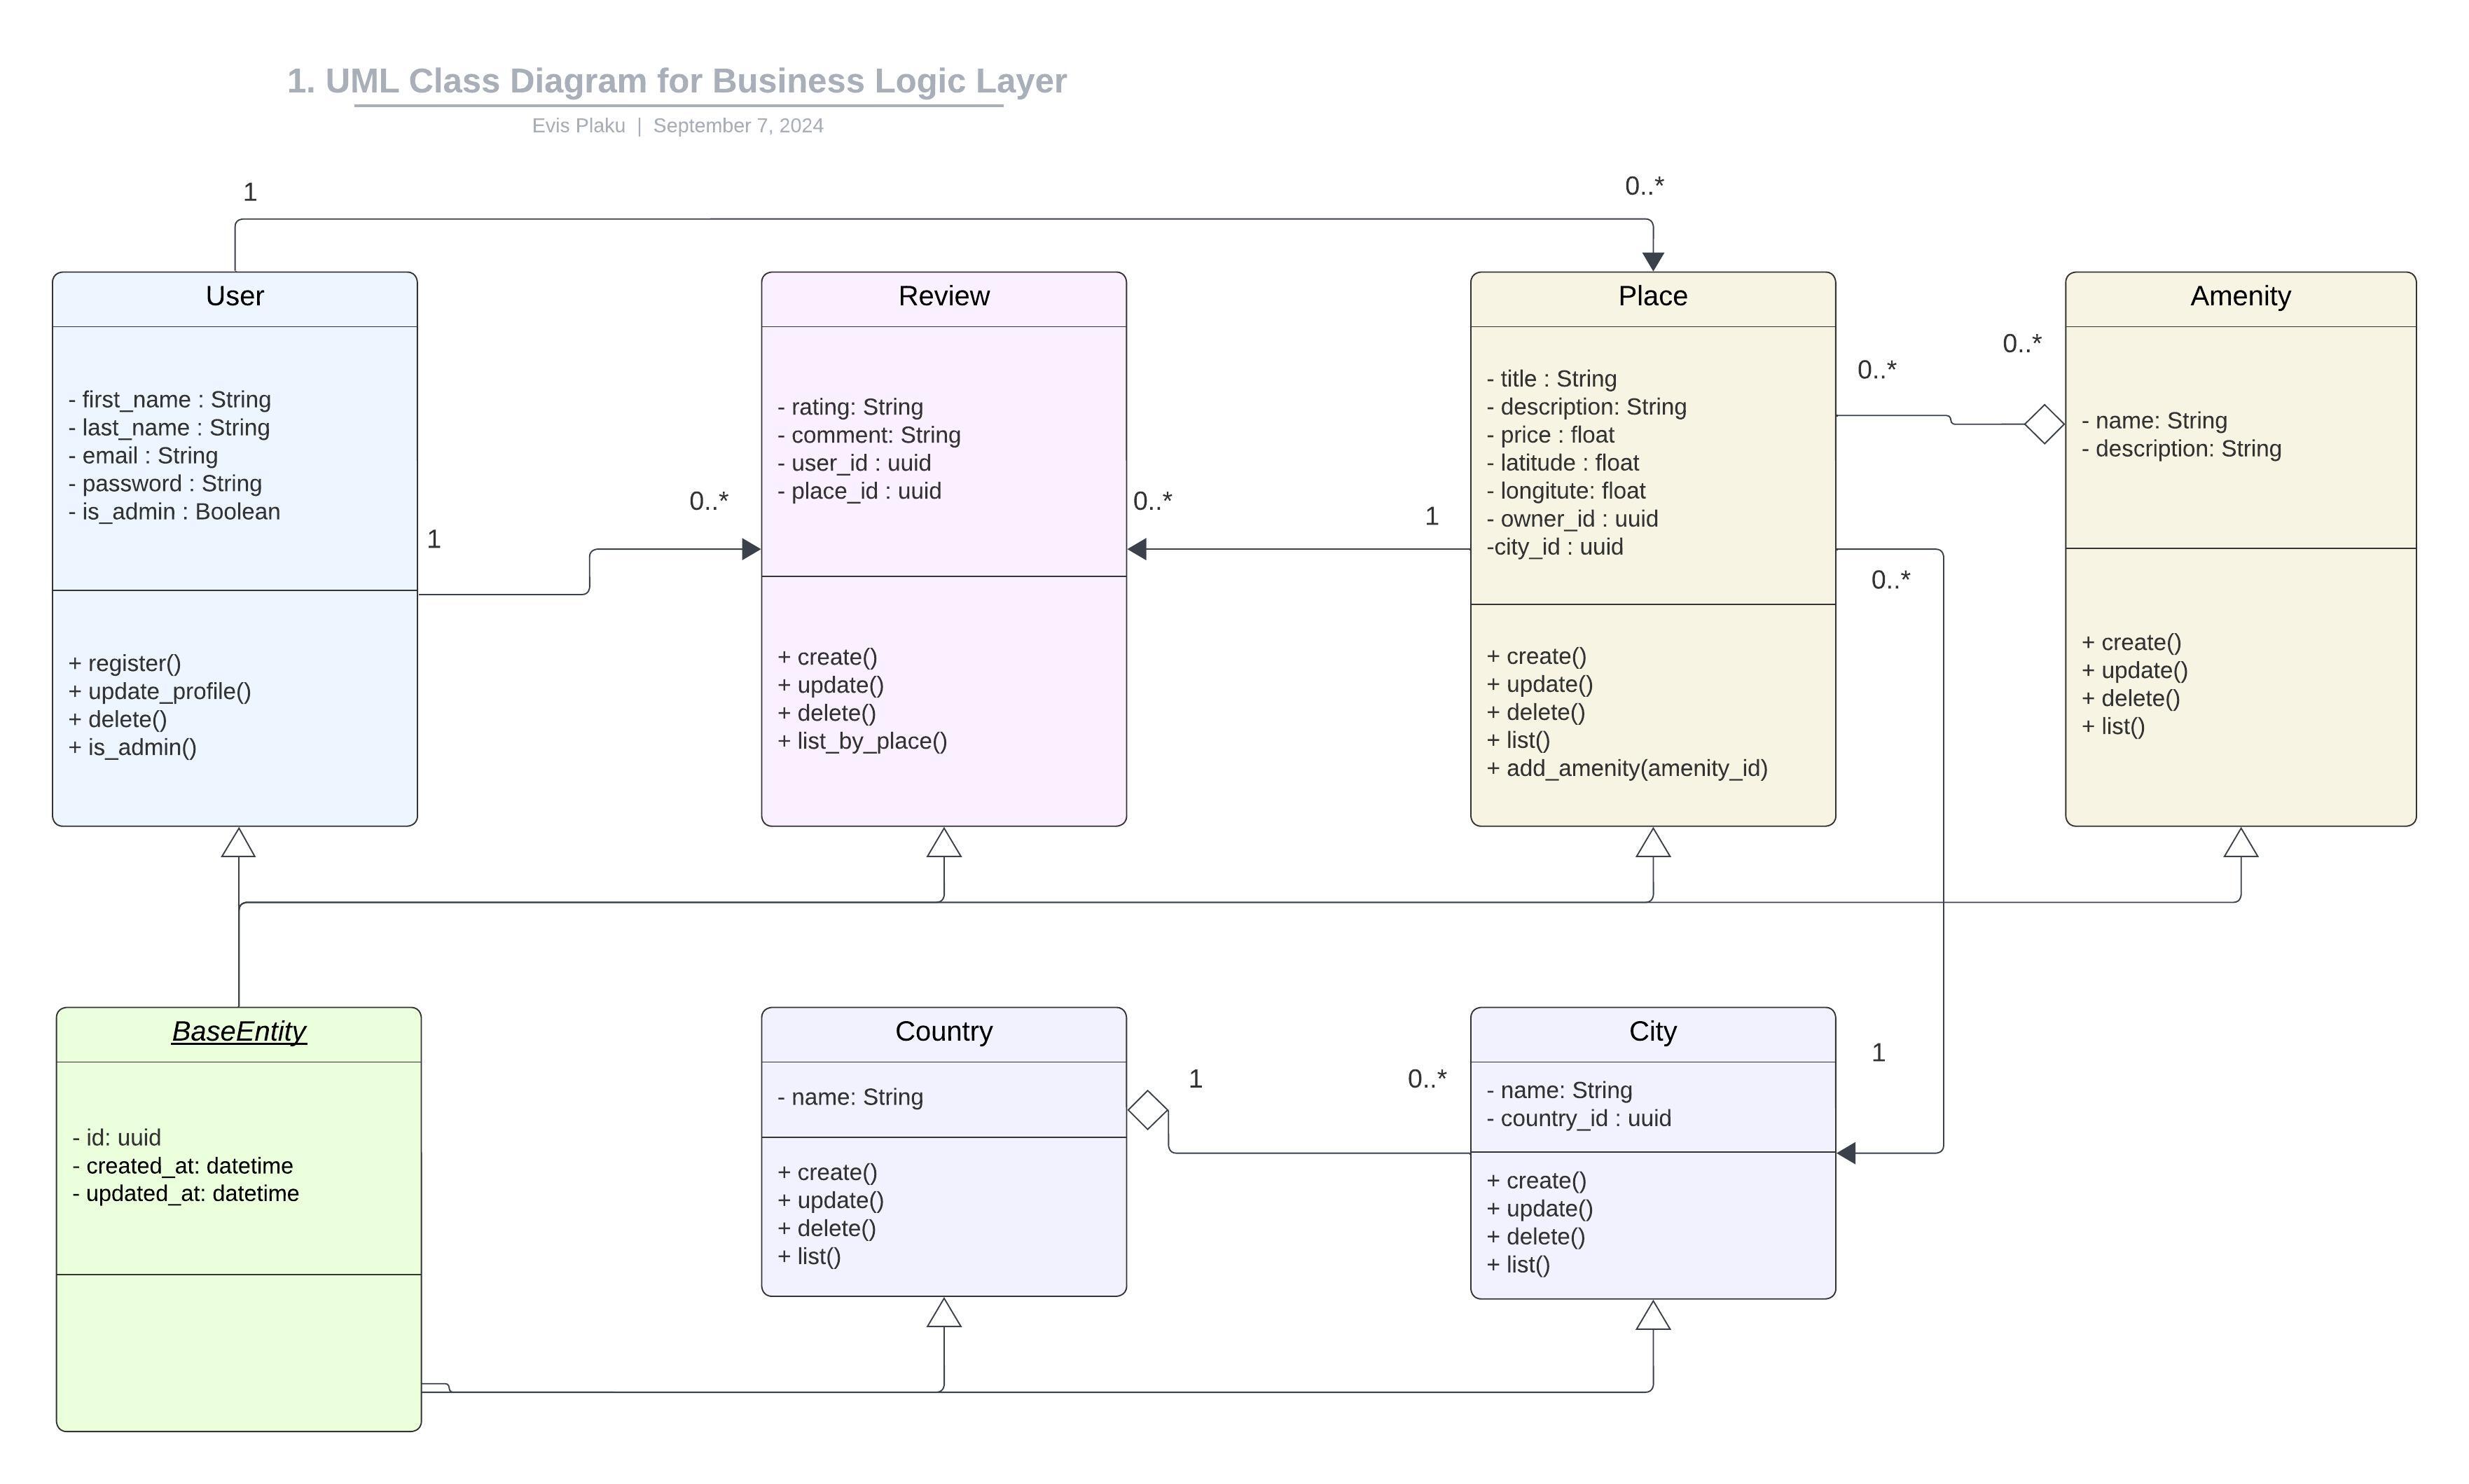 1. UML Class Diagram for Business Logic Layer
Evis Plaku | September 7, 2024
1
0..*
User
- first_name : String
- last_name : String
- email : String
- password : String
- is_admin : Boolean
+ register()
+ update_profile()
+ delete()
+ is_admin()
1
0..*
Review
- rating: String
- comment: String
- user_id : uuid
- place_id : uuid
+ create()
+ update()
+ delete()
+ list_by_place()
0..*
1
Place
- title : String
- description: String
- price : float
- latitude : float
- longitute: float
- owner_id : uuid
-city_id : uuid
+ create()
+ update()
+ delete()
+ list()
+ add_amenity(amenity_id)
0..*
0..*
0..*
Amenity
- name: String
- description: String
+ create()
+ update()
+ delete()
+ list()
BaseEntity
- id: uuid
- created_at: datetime
- updated_at: datetime
Country
- name: String
+ create()
+ update()
+ delete()
+ list()
1
0..*
City
- name: String
- country_id : uuid
+ create()
+ update()
+ delete()
+ list()
1